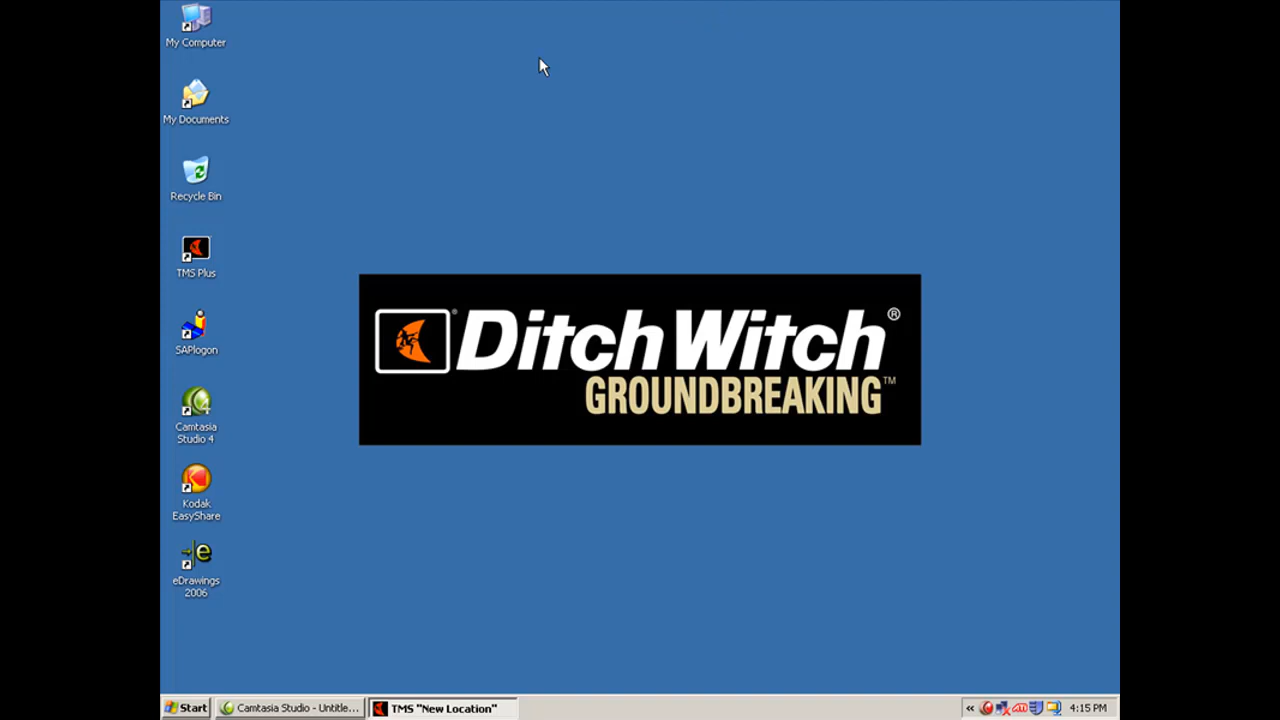 My Computer
My Documents
Recycle Bin
TMS Plus
SAPlogon
Camtasia
Studio 4
Kodak
EasyShare
eDrawings
2006
® DitchWitch ®
GROUNDBREAKING™
Start
Camtasia Studio - Untitle...
TMS "New Location"
« 4:15 PM